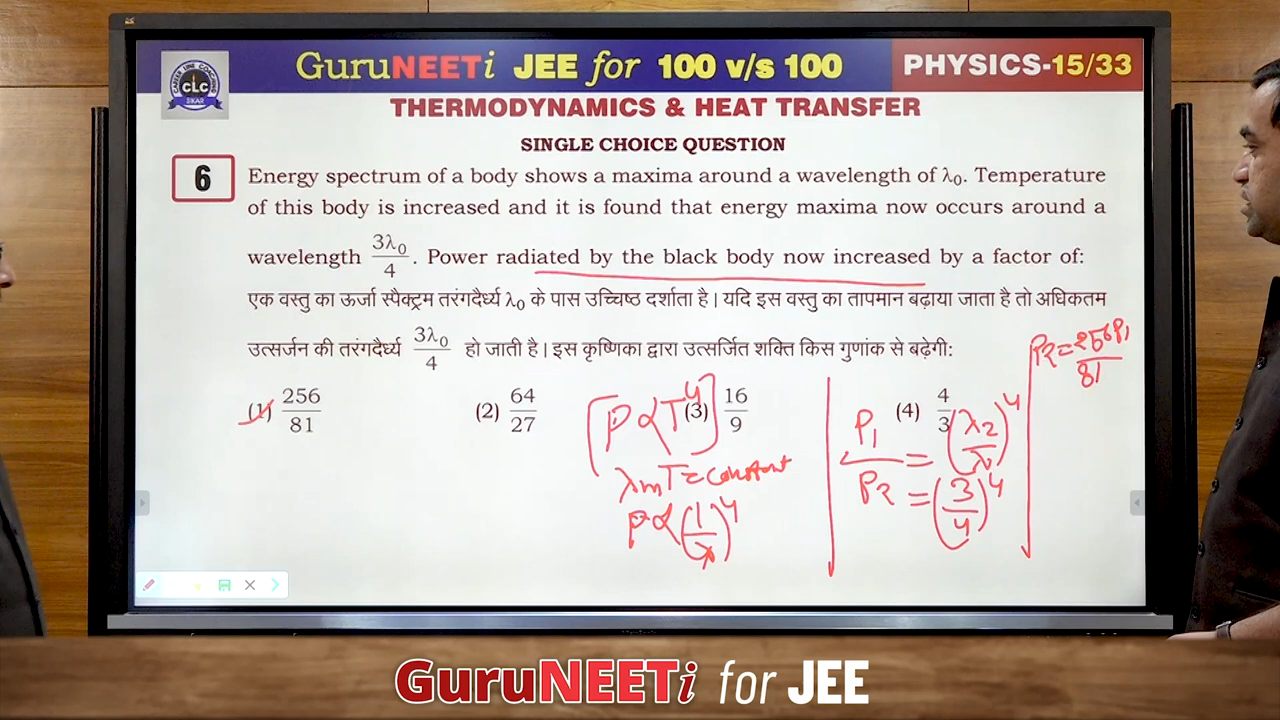 GuruNEETi JEE for 100 v/s 100
PHYSICS-15/33
CAREER LINE COACHING
CLC
SIKAR
THERMODYNAMICS & HEAT TRANSFER
SINGLE CHOICE QUESTION
6
Energy spectrum of a body shows a maxima around a wavelength of λ₀. Temperature
of this body is increased and it is found that energy maxima now occurs around a
wavelength 3λ₀/4. Power radiated by the black body now increased by a factor of:
एक वस्तु का ऊर्जा स्पैक्ट्रम तरंगदैर्ध्य λ₀ के पास उच्चिष्ठ दर्शाता है। यदि इस वस्तु का तापमान बढ़ाया जाता है तो अधिकतम
उत्सर्जन की तरंगदैर्ध्य 3λ₀/4 हो जाती है। इस कृष्णिका द्वारा उत्सर्जित शक्ति किस गुणांक से बढ़ेगी:
(1) 256/81 (2) 64/27 (3) 16/9 (4) 4/3
[P ∝ T⁴]
λmT = constant
P ∝ (1/λ)⁴
P₁/P₂ = (λ₂/λ)⁴
= (3/4)⁴
P₂ = 256P₁/81
GuruNEETi for JEE